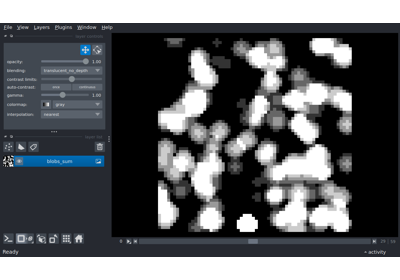 File View Layers Plugins Window Help
opacity: 1.00
blending: translucent_no_depth
contrast limits:
auto-contrast: once continuous
gamma: 1.00
colormap: gray
interpolation: nearest
blobs_sum
Ready
activity